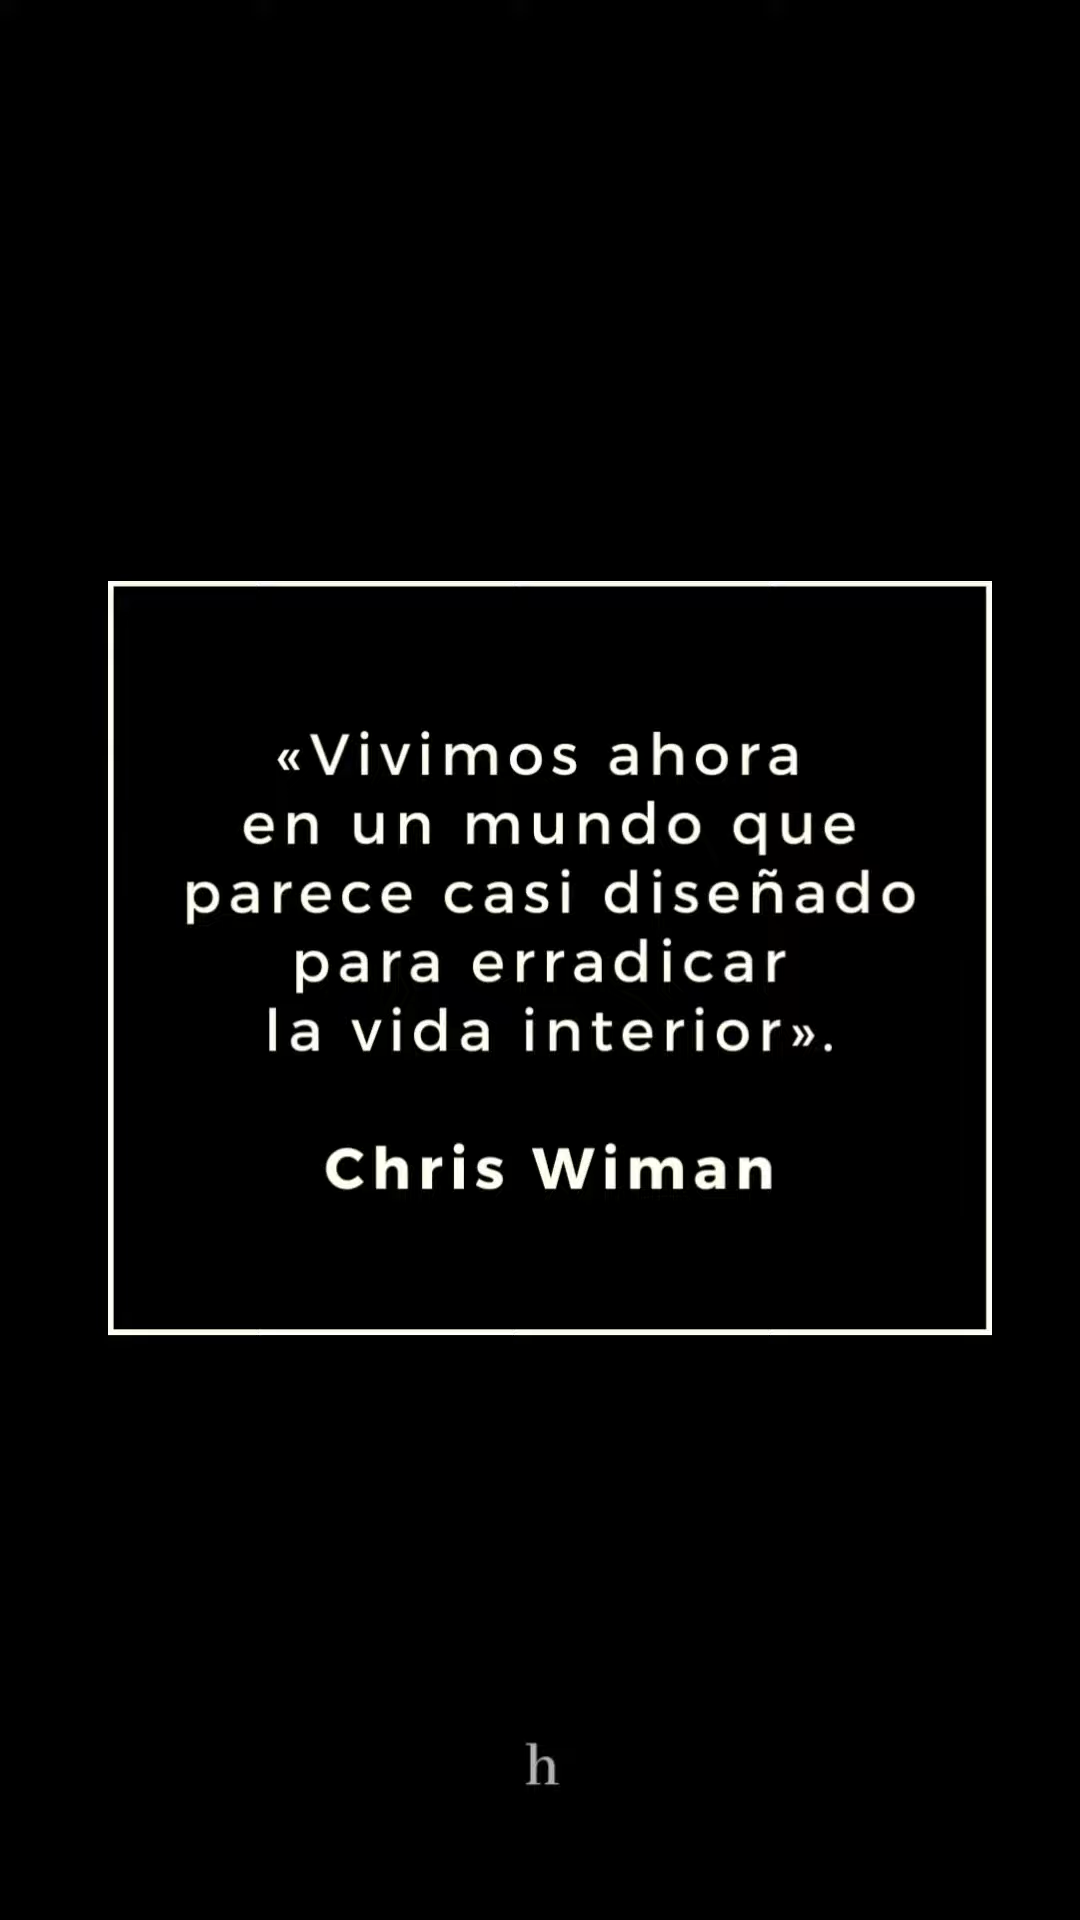 «Vivimos ahora
en un mundo que
parece casi diseñado
para erradicar
la vida interior».
Chris Wiman
h